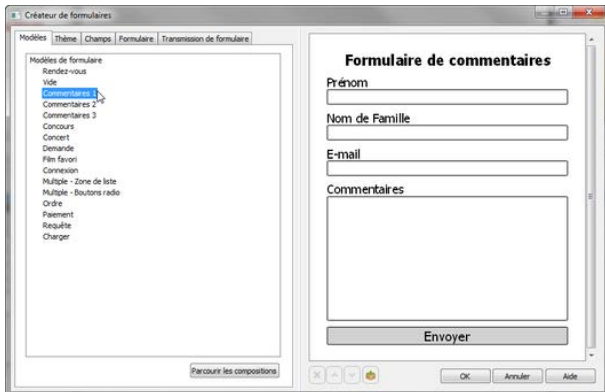 Créateur de formulaires
Modèles Thème Champs Formulaire Transmission de formulaire
Modèles de formulaire
Rendez-vous
Vide
Commentaires 1
Commentaires 2
Commentaires 3
Concours
Concert
Demande
Film favori
Connexion
Multiple - Zone de liste
Multiple - Boutons radio
Ordre
Paiement
Requête
Charger
Parcourir les compositions
Formulaire de commentaires
Prénom
Nom de Famille
E-mail
Commentaires
Envoyer
OK Annuler Aide